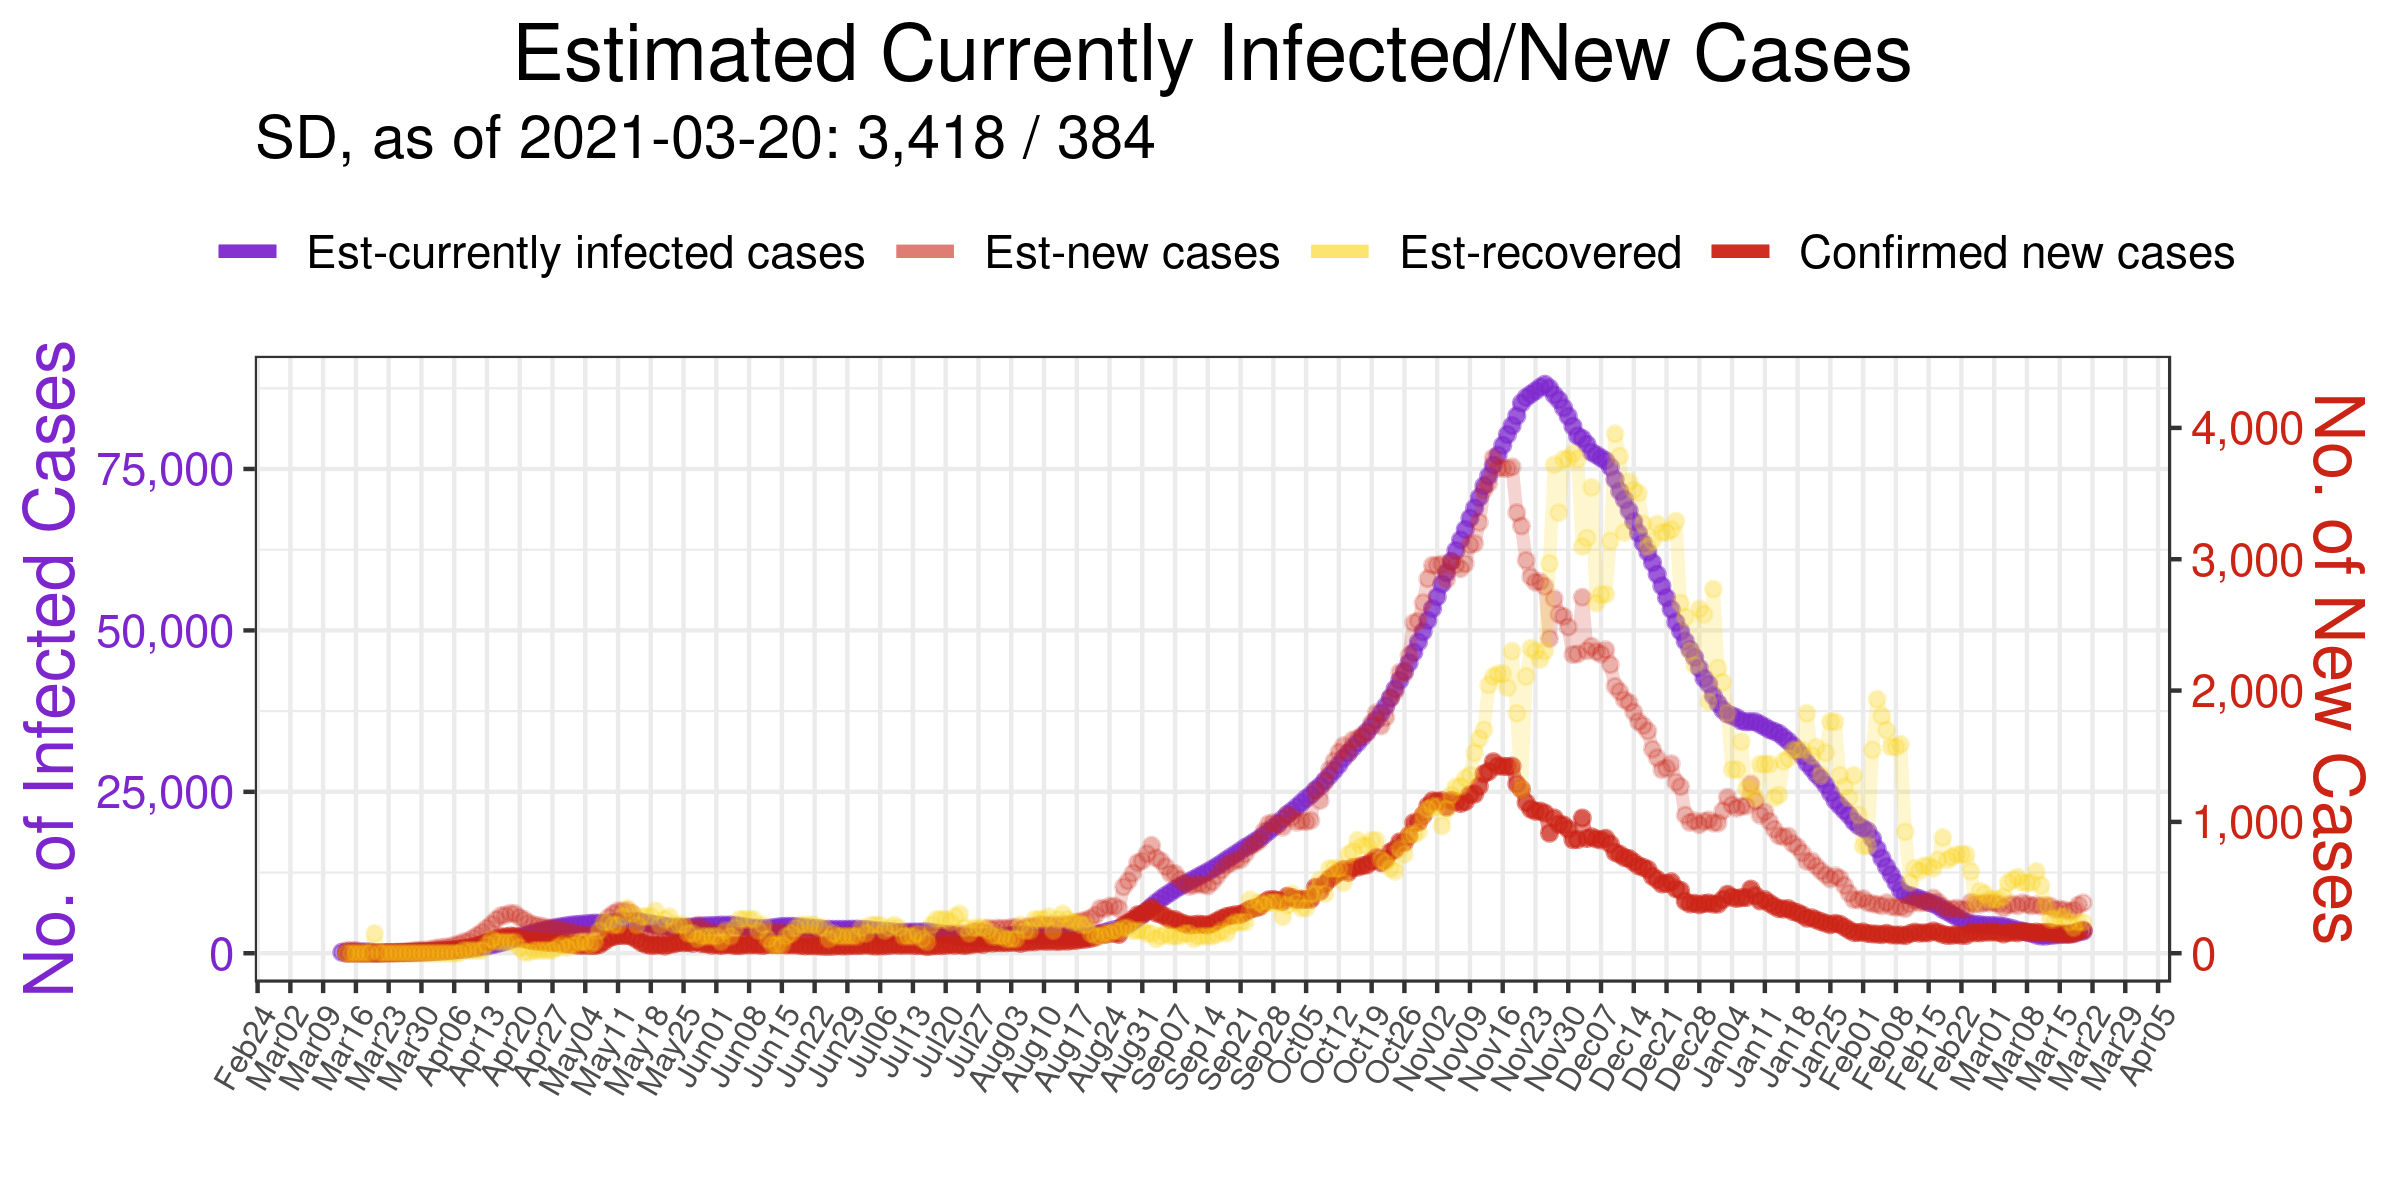 Estimated Currently Infected/New Cases
SD, as of 2021-03-20: 3,418 / 384
Est-currently infected cases
Est-new cases
Est-recovered
Confirmed new cases
No. of Infected Cases
75,000
50,000
25,000
0
4,000
3,000
2,000
1,000
0
No. of New Cases
Feb24
Mar02
Mar09
Mar16
Mar23
Mar30
Apr06
Apr13
Apr20
Apr27
May04
May11
May18
May25
Jun01
Jun08
Jun15
Jun22
Jun29
Jul06
Jul13
Jul20
Jul27
Aug03
Aug10
Aug17
Aug24
Aug31
Sep07
Sep14
Sep21
Sep28
Oct05
Oct12
Oct19
Oct26
Nov02
Nov09
Nov16
Nov23
Nov30
Dec07
Dec14
Dec21
Dec28
Jan04
Jan11
Jan18
Jan25
Feb01
Feb08
Feb15
Feb22
Mar01
Mar08
Mar15
Mar22
Mar29
Apr05